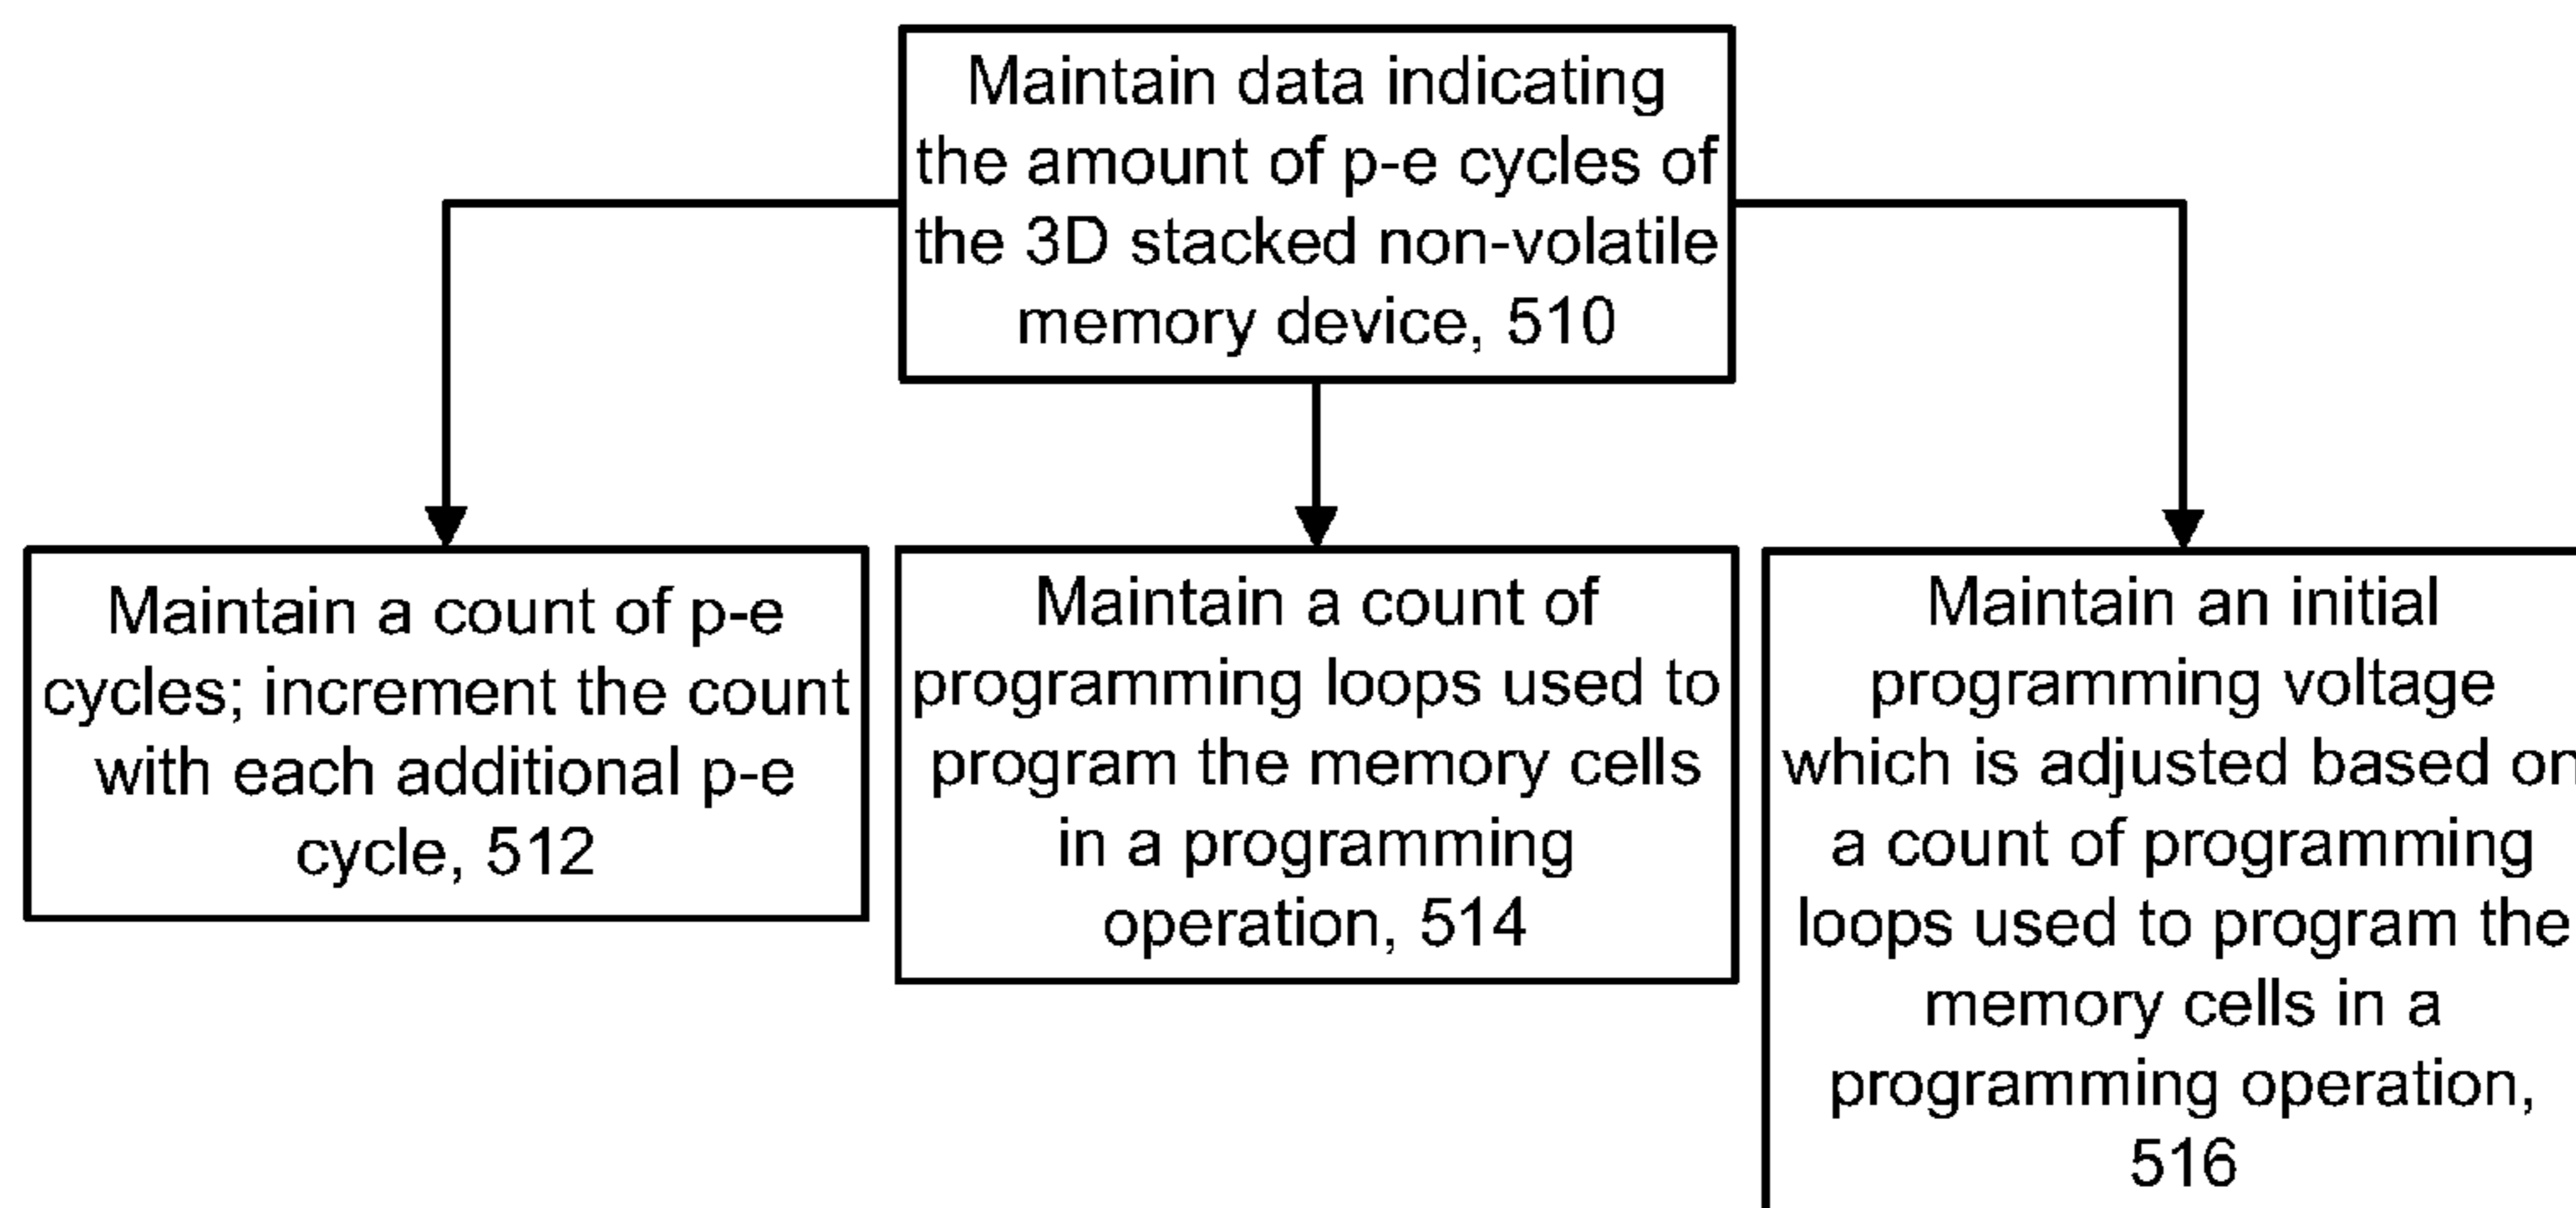 Maintain data indicating
the amount of p-e cycles of
the 3D stacked non-volatile
memory device, 510
Maintain a count of p-e
cycles; increment the count
with each additional p-e
cycle, 512
Maintain a count of
programming loops used to
program the memory cells
in a programming
operation, 514
Maintain an initial
programming voltage
which is adjusted based on
a count of programming
loops used to program the
memory cells in a
programming operation,
516